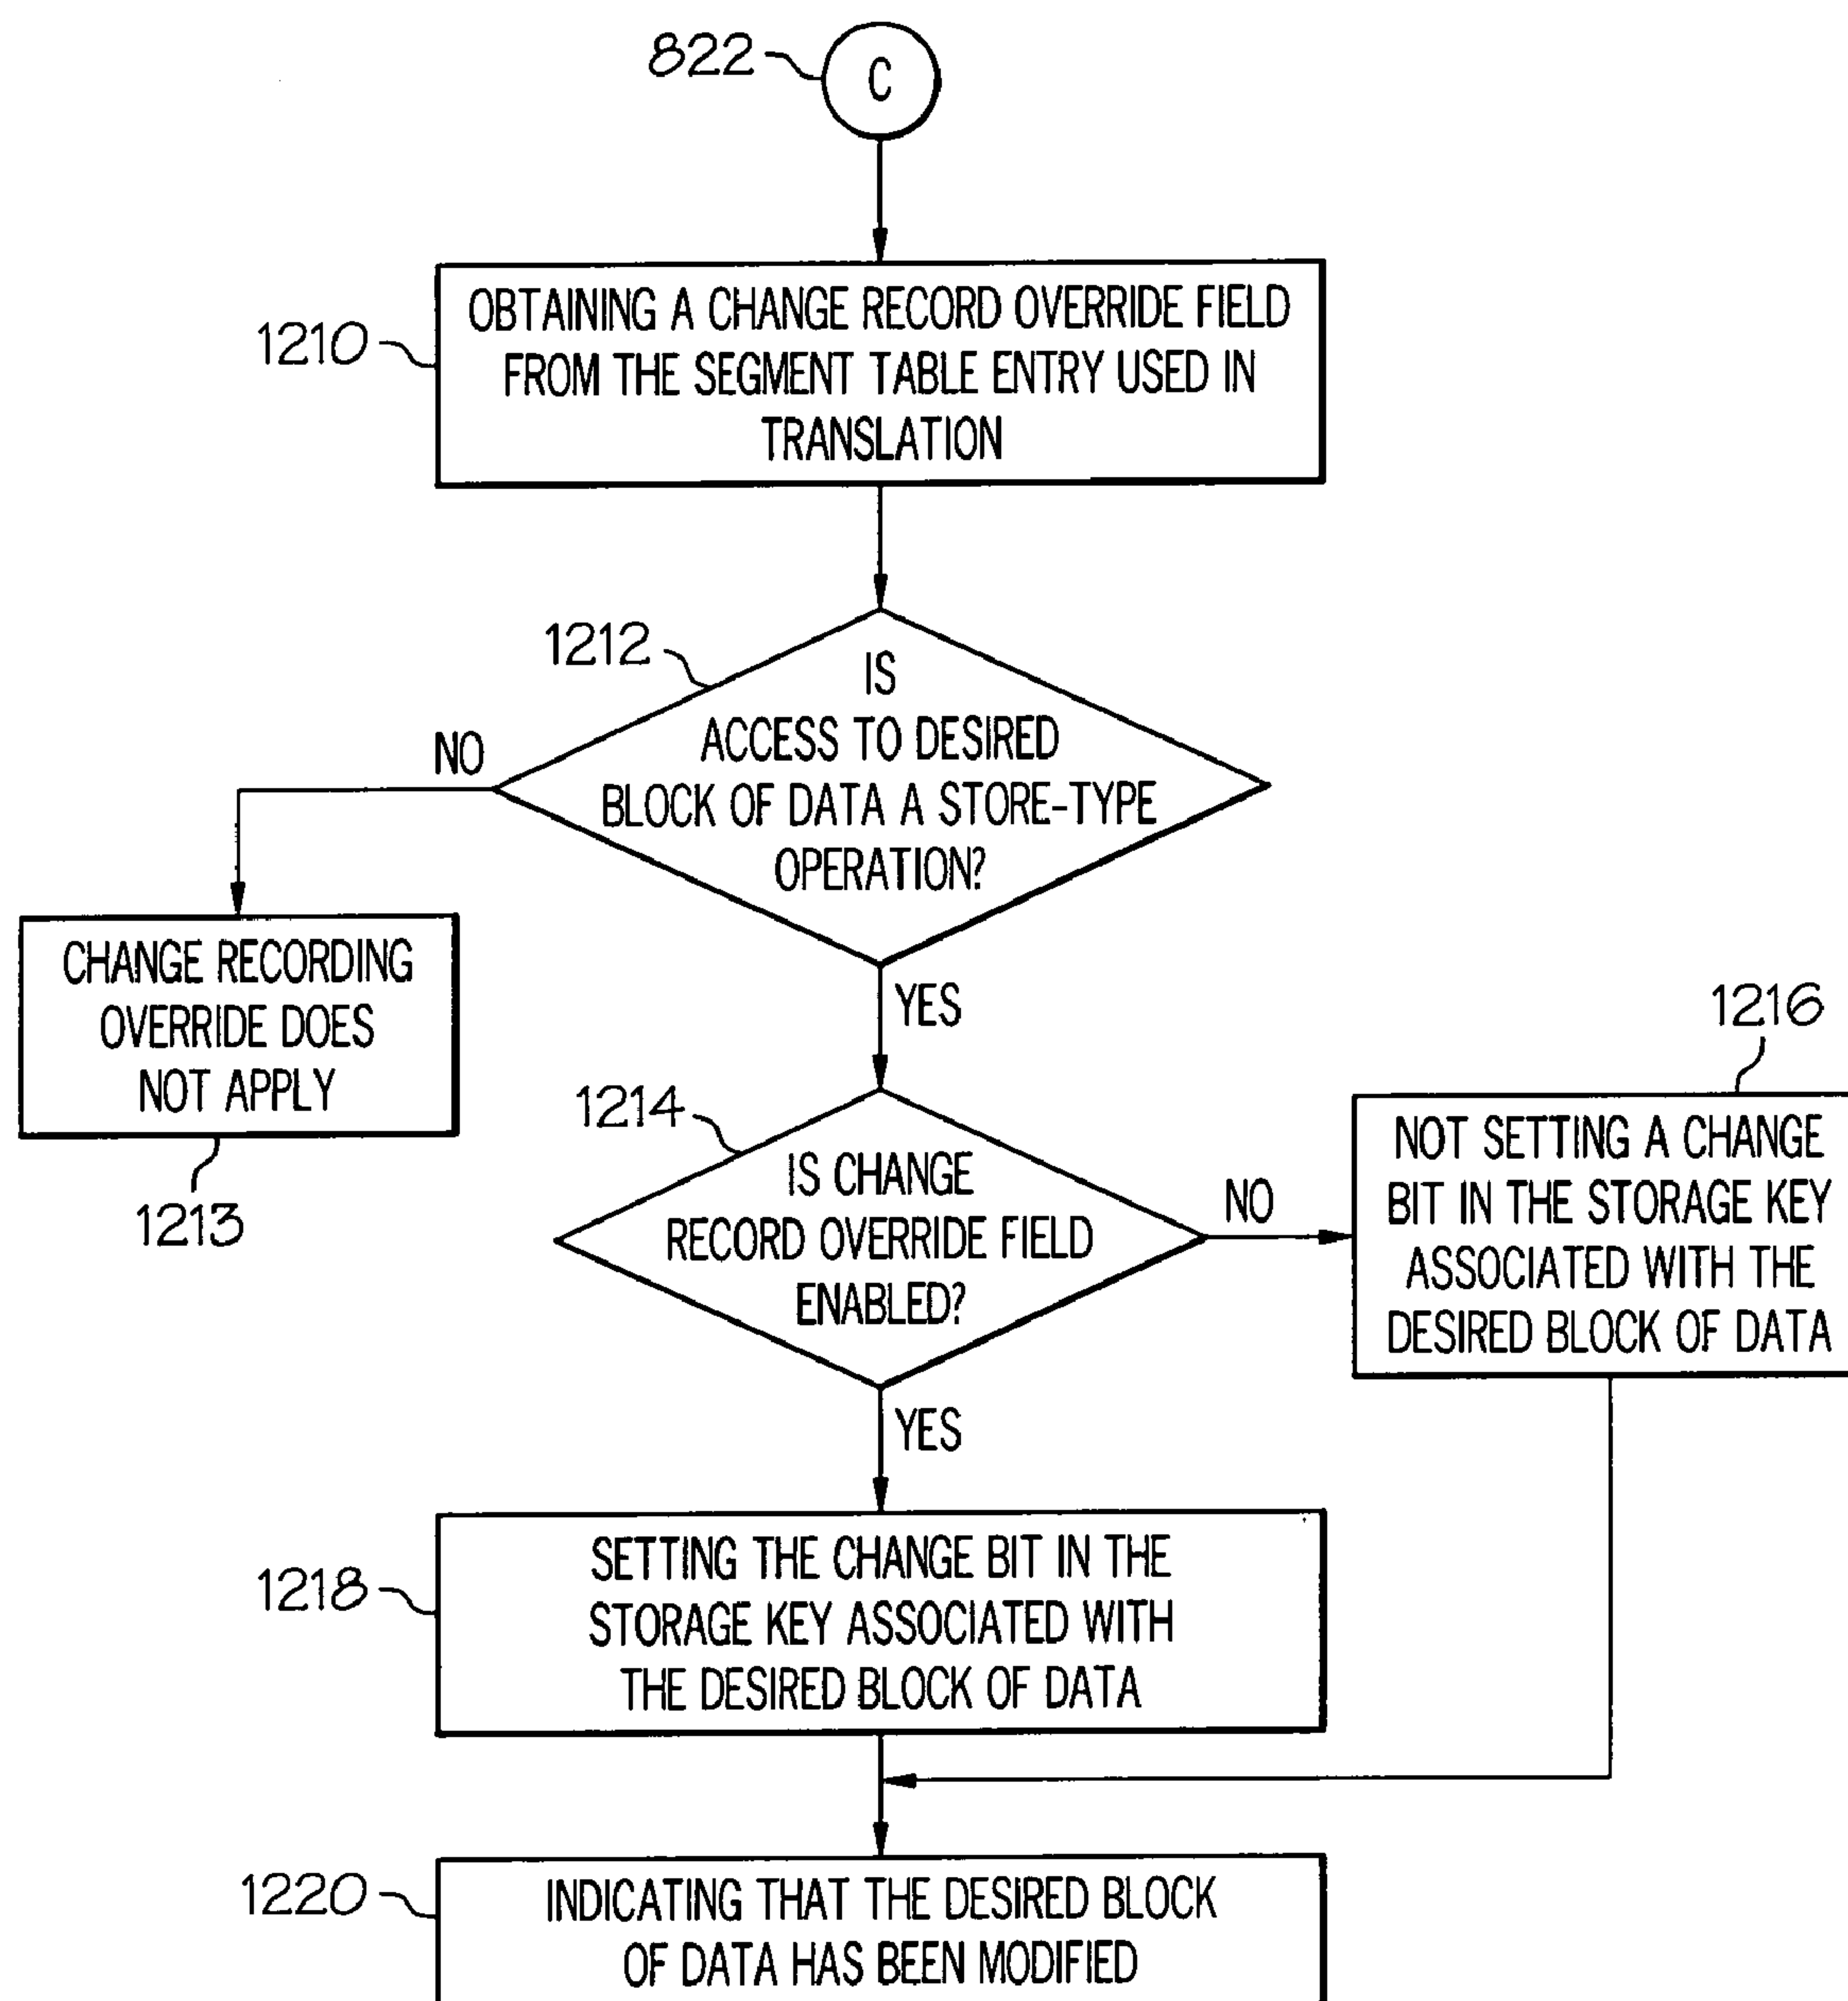 822
C
1210
OBTAINING A CHANGE RECORD OVERRIDE FIELD
FROM THE SEGMENT TABLE ENTRY USED IN
TRANSLATION
1212
IS
ACCESS TO DESIRED
BLOCK OF DATA A STORE-TYPE
OPERATION?
NO
CHANGE RECORDING
OVERRIDE DOES
NOT APPLY
1213
YES
1214
IS CHANGE
RECORD OVERRIDE FIELD
ENABLED?
NO
1216
NOT SETTING A CHANGE
BIT IN THE STORAGE KEY
ASSOCIATED WITH THE
DESIRED BLOCK OF DATA
YES
1218
SETTING THE CHANGE BIT IN THE
STORAGE KEY ASSOCIATED WITH
THE DESIRED BLOCK OF DATA
1220
INDICATING THAT THE DESIRED BLOCK
OF DATA HAS BEEN MODIFIED